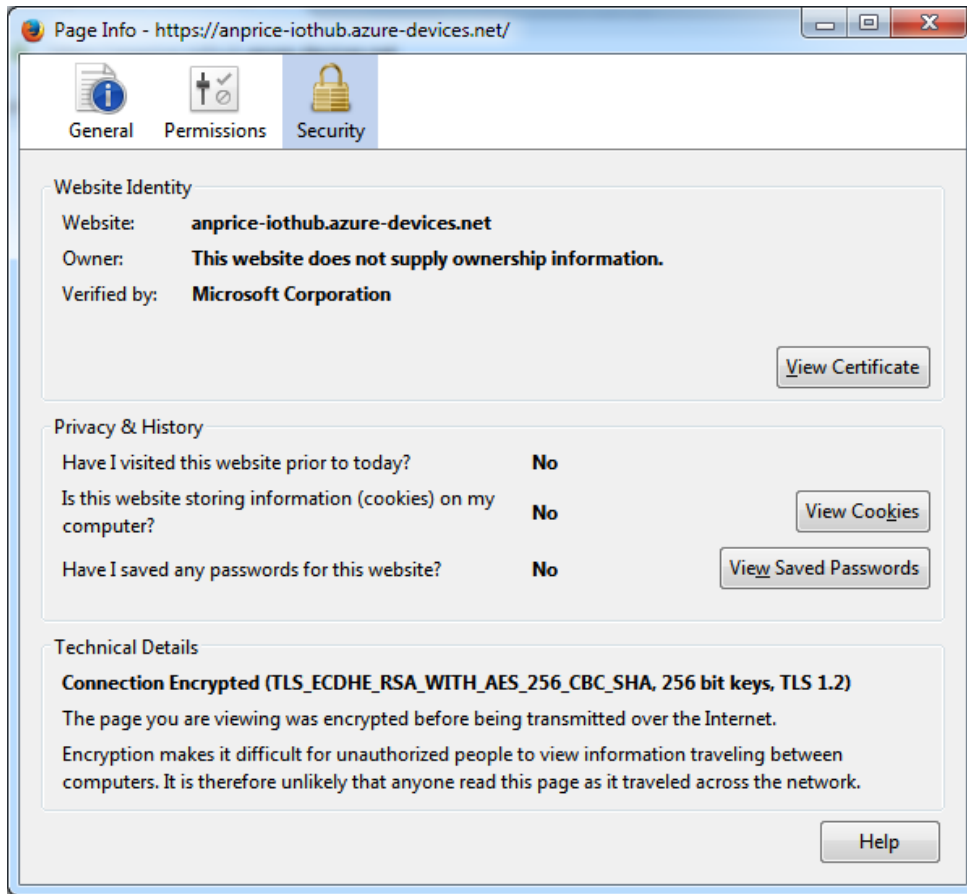 Page Info - https://anprice-iothub.azure-devices.net/
General Permissions Security
Website Identity
Website: anprice-iothub.azure-devices.net
Owner: This website does not supply ownership information.
Verified by: Microsoft Corporation
View Certificate
Privacy & History
Have I visited this website prior to today? No
Is this website storing information (cookies) on my
computer?
No
View Cookies
Have I saved any passwords for this website? No View Saved Passwords
Technical Details
Connection Encrypted (TLS_ECDHE_RSA_WITH_AES_256_CBC_SHA, 256 bit keys, TLS 1.2)
The page you are viewing was encrypted before being transmitted over the Internet.
Encryption makes it difficult for unauthorized people to view information traveling between
computers. It is therefore unlikely that anyone read this page as it traveled across the network.
Help